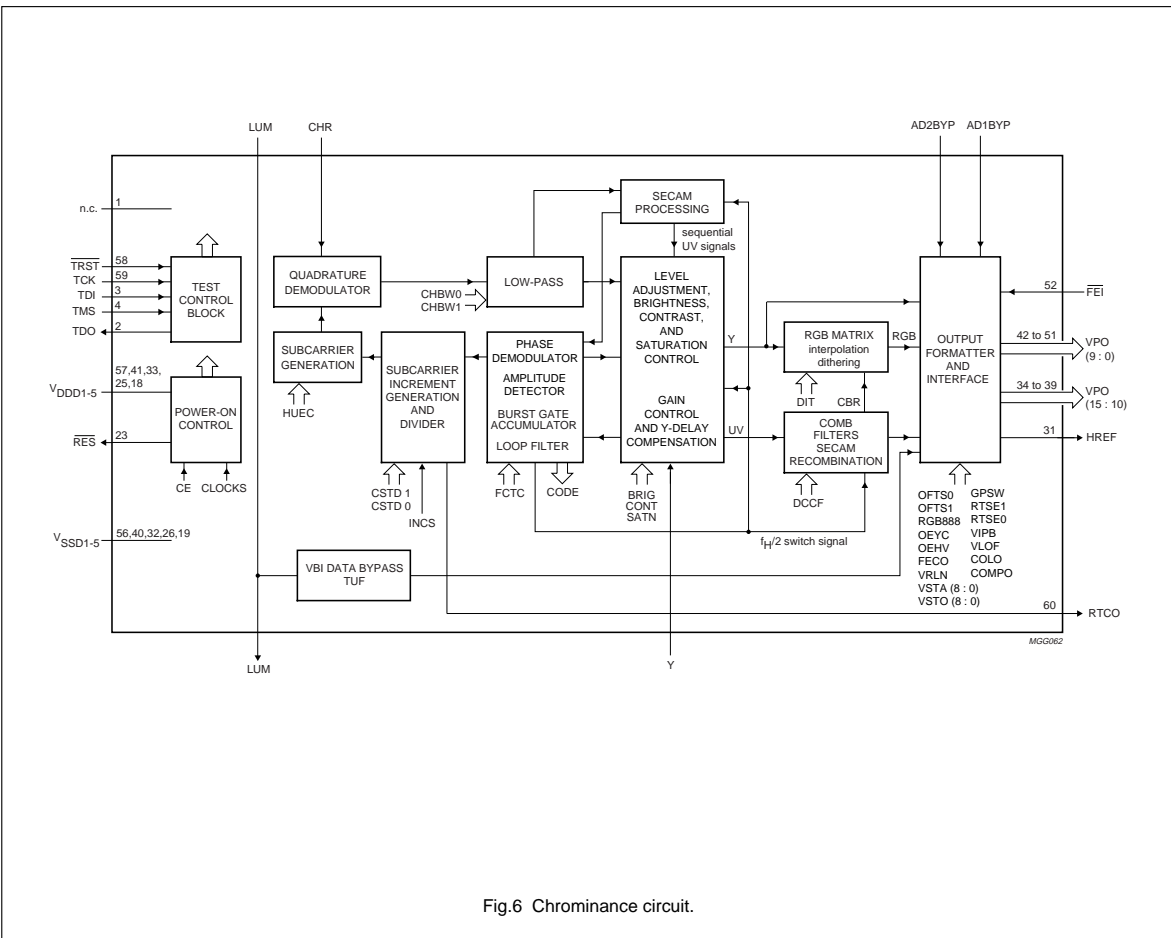 LUM
CHR
AD2BYP
AD1BYP
n.c.
1
TRST
58
TCK
59
TDI
3
TMS
4
TDO
2
TEST
CONTROL
BLOCK
VDDD1-5
57,41,33,
25,18
POWER-ON
CONTROL
RES
23
CE
CLOCKS
VSSD1-5
56,40,32,26,19
QUADRATURE
DEMODULATOR
SUBCARRIER
GENERATION
HUEC
LOW-PASS
CHBW0
CHBW1
SECAM
PROCESSING
sequential
UV signals
SUBCARRIER
INCREMENT
GENERATION
AND
DIVIDER
CSTD 1
CSTD 0
INCS
PHASE
DEMODULATOR
AMPLITUDE
DETECTOR
BURST GATE
ACCUMULATOR
LOOP FILTER
FCTC
CODE
LEVEL
ADJUSTMENT,
BRIGHTNESS,
CONTRAST,
AND
SATURATION
CONTROL
GAIN
CONTROL
AND Y-DELAY
COMPENSATION
Y
UV
BRIG
CONT
SATN
RGB MATRIX
interpolation
dithering
RGB
DIT
CBR
COMB
FILTERS
SECAM
RECOMBINATION
DCCF
fH/2 switch signal
OUTPUT
FORMATTER
AND
INTERFACE
52
FEI
42 to 51
VPO
(9 : 0)
34 to 39
VPO
(15 : 10)
31
HREF
OFTS0
OFTS1
RGB888
OEYC
OEHV
FECO
VRLN
VSTA (8 : 0)
VSTO (8 : 0)
GPSW
RTSE1
RTSE0
VIPB
VLOF
COLO
COMPO
VBI DATA BYPASS
TUF
60
RTCO
MGG062
LUM
Y
Fig.6 Chrominance circuit.